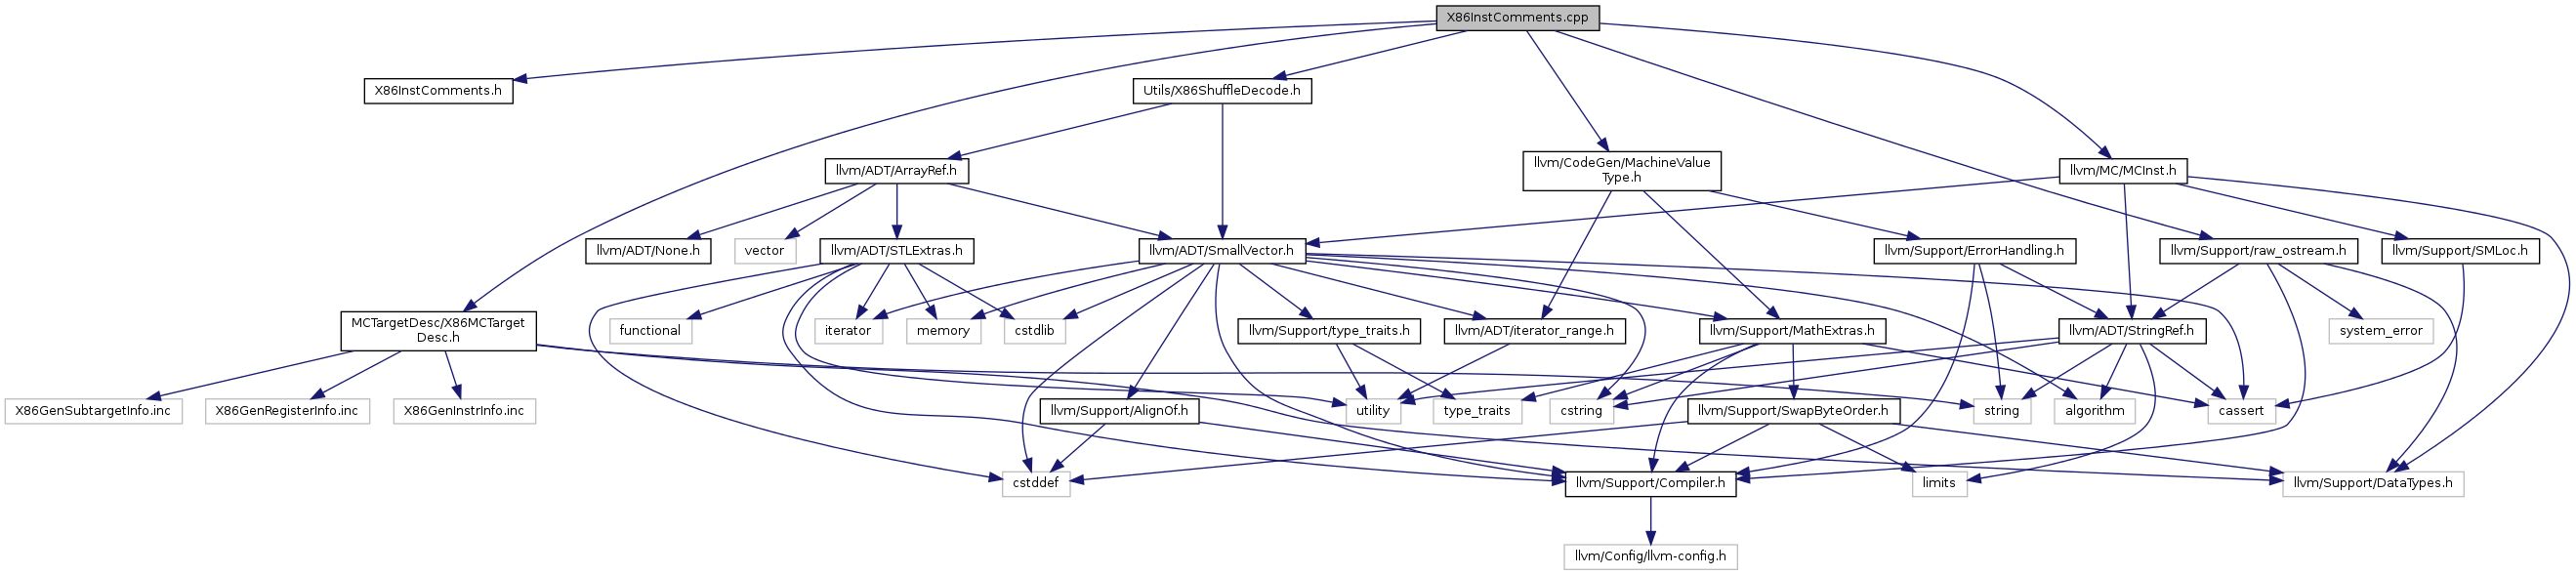 X86InstComments.cpp
X86InstComments.h
Utils/X86ShuffleDecode.h
llvm/ADT/ArrayRef.h
llvm/CodeGen/MachineValue
Type.h
llvm/MC/MCInst.h
llvm/ADT/None.h
vector
llvm/ADT/STLExtras.h
llvm/ADT/SmallVector.h
llvm/Support/ErrorHandling.h
llvm/Support/raw_ostream.h
llvm/Support/SMLoc.h
MCTargetDesc/X86MCTarget
Desc.h
functional
iterator
memory
cstdlib
llvm/Support/type_traits.h
llvm/ADT/iterator_range.h
llvm/Support/MathExtras.h
llvm/ADT/StringRef.h
system_error
X86GenSubtargetInfo.inc
X86GenRegisterInfo.inc
X86GenInstrInfo.inc
llvm/Support/AlignOf.h
utility
type_traits
cstring
llvm/Support/SwapByteOrder.h
string
algorithm
cassert
cstddef
llvm/Support/Compiler.h
limits
llvm/Support/DataTypes.h
llvm/Config/llvm-config.h